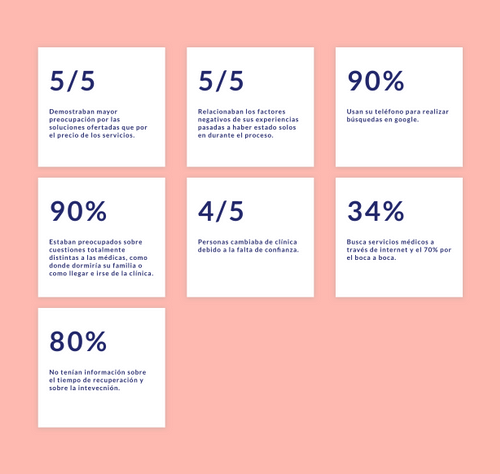 5/5
Demostraban mayor
preocupación por las
soluciones ofertadas que por
el precio de los servicios.
5/5
Relacionaban los factores
negativos de sus experiencias
pasadas a haber estado solos
en durante el proceso.
90%
Usan su teléfono para realizar
búsquedas en google.
90%
Estaban preocupados sobre
cuestiones totalmente
distintas a las médicas, como
donde dormiría su familia o
como llegar e irse de la clínica.
4/5
Personas cambiaba de clínica
debido a la falta de confianza.
34%
Busca servicios médicos a
través de internet y el 70% por
el boca a boca.
80%
No tenían información sobre
el tiempo de recuperación y
sobre la intevecnión.